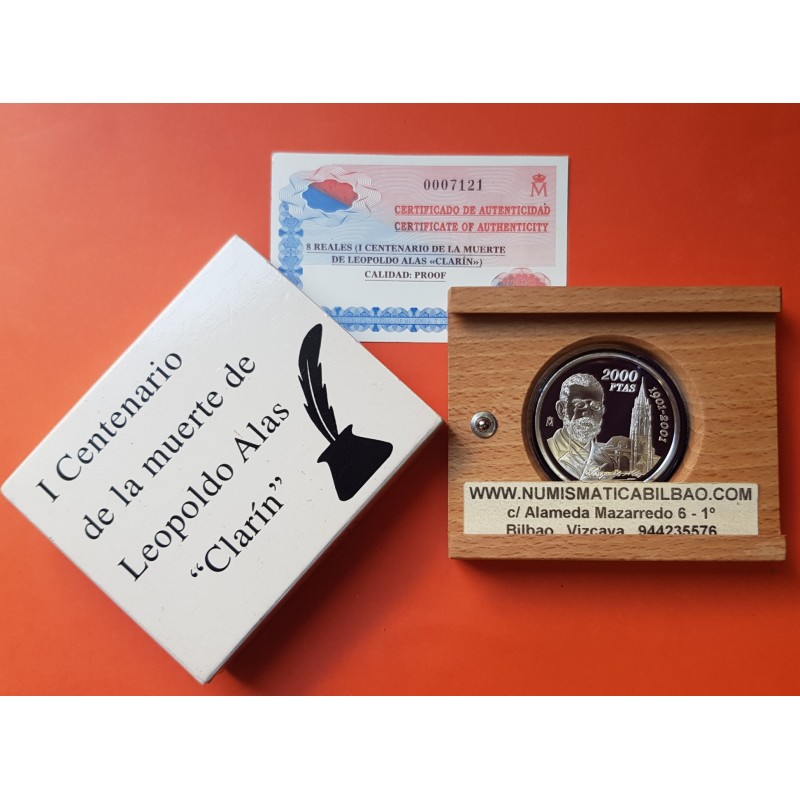 0007121
CERTIFICADO DE AUTENTICIDAD
CERTIFICATE OF AUTHENTICITY
8 REALES (I CENTENARIO DE LA MUERTE
DE LEOPOLDO ALAS «CLARÍN»)
CALIDAD: PROOF
I Centenario
de la muerte de
Leopoldo Alas
“Clarín”
2000
PTAS
1901-2001
M
WWW.NUMISMATICABILBAO.COM
c/ Alameda Mazarredo 6 - 1º
Bilbao Vizcaya 944235576